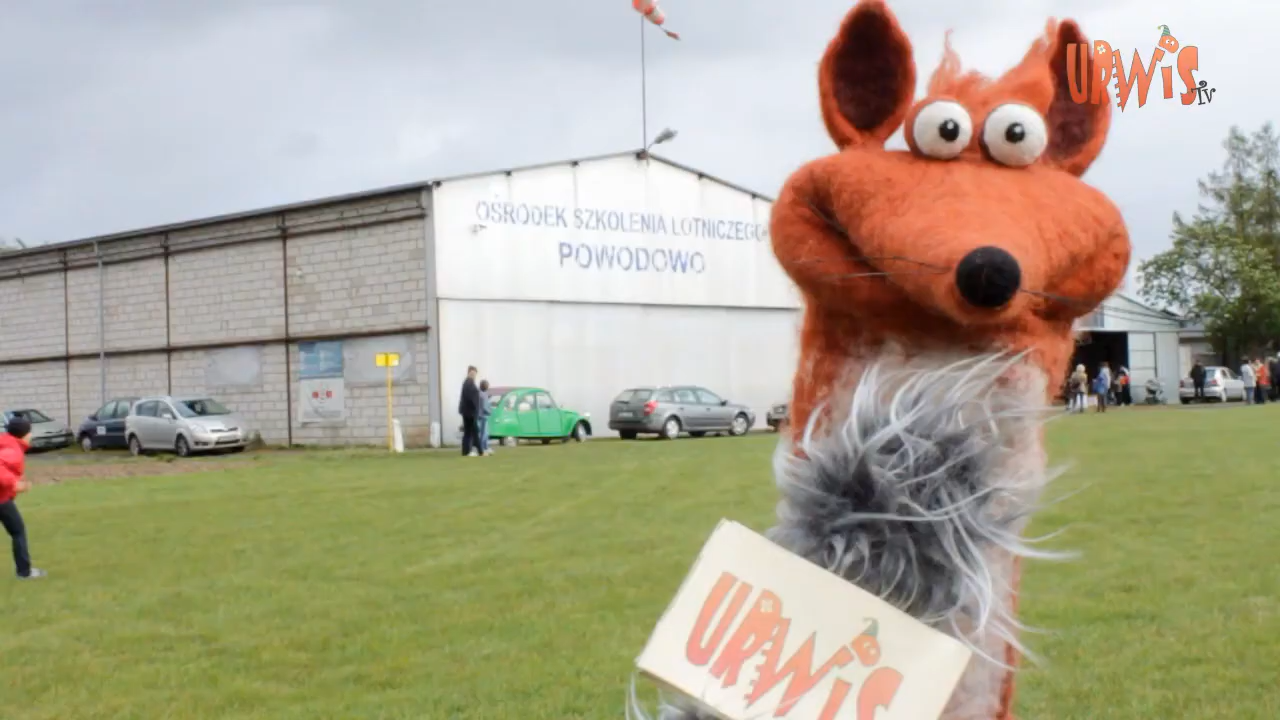 URWiS
TV
OŚRODEK SZKOLENIA LOTNICZEGO
POWODOWO
URWiS